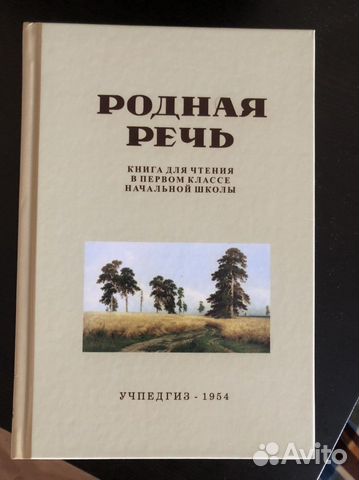 РОДНАЯ
РЕЧЬ
КНИГА ДЛЯ ЧТЕНИЯ
В ПЕРВОМ КЛАССЕ
НАЧАЛЬНОЙ ШКОЛЫ
УЧПЕДГИЗ - 1954
Avito